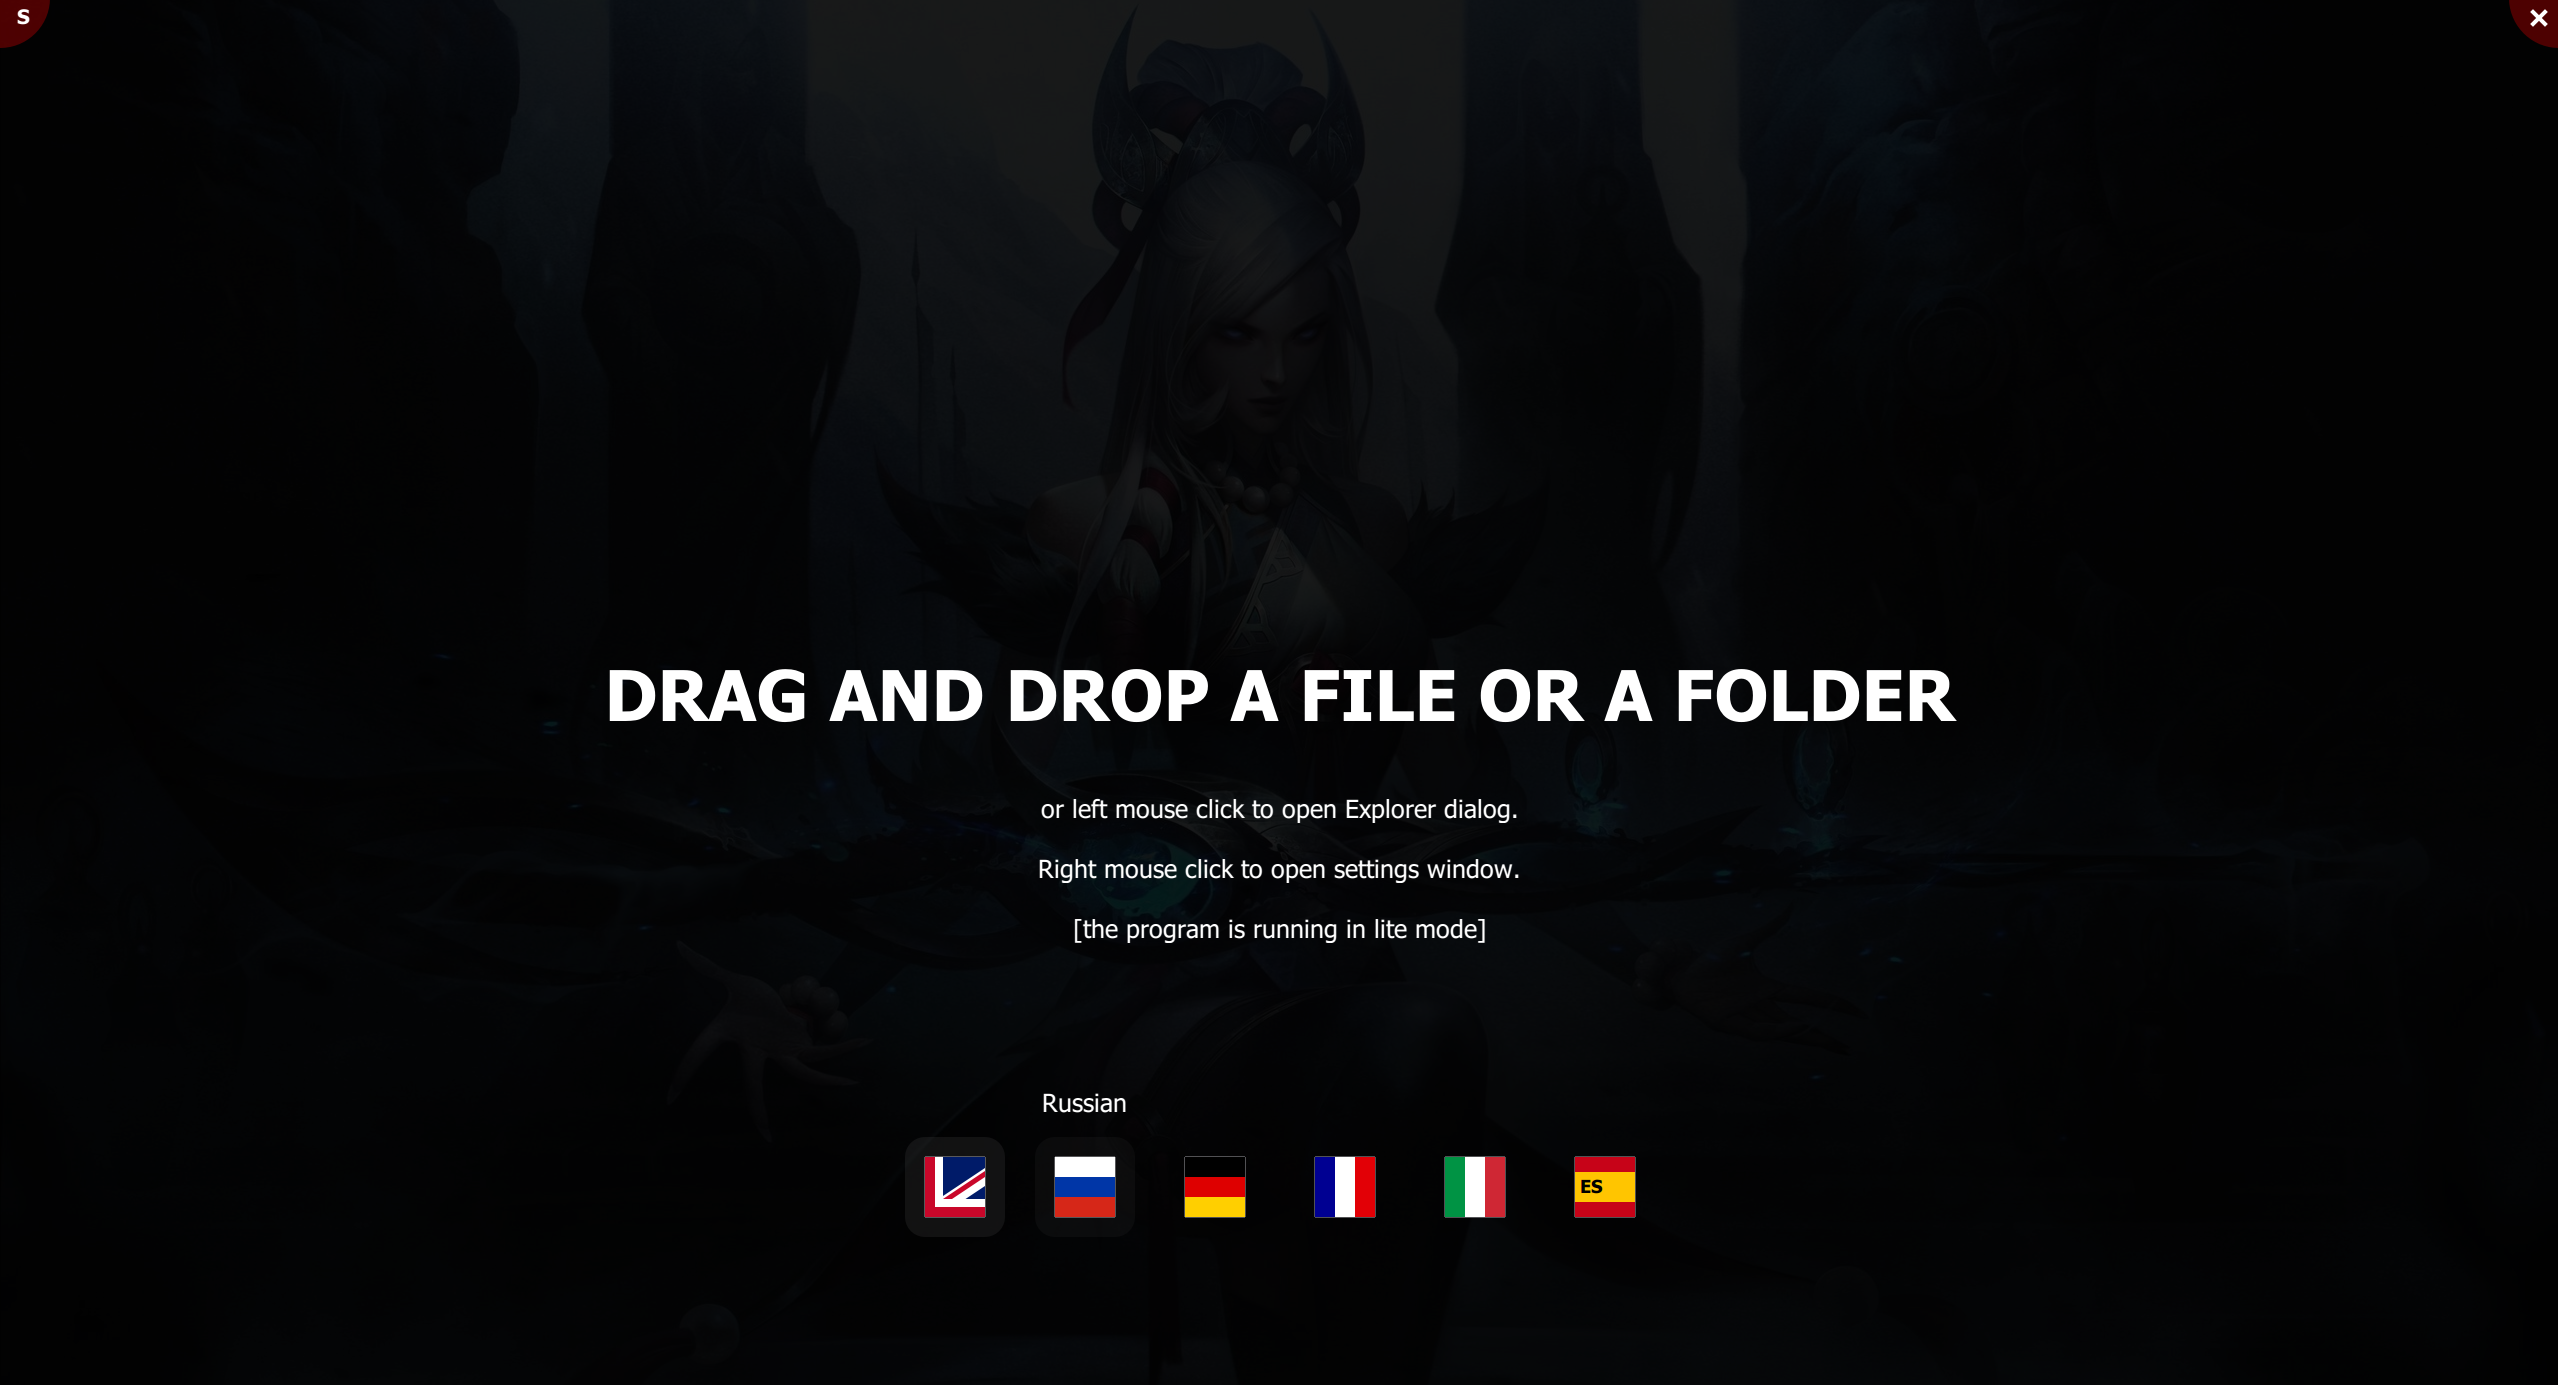 S
×
DRAG AND DROP A FILE OR A FOLDER
or left mouse click to open Explorer dialog.
Right mouse click to open settings window.
[the program is running in lite mode]
Russian
ES